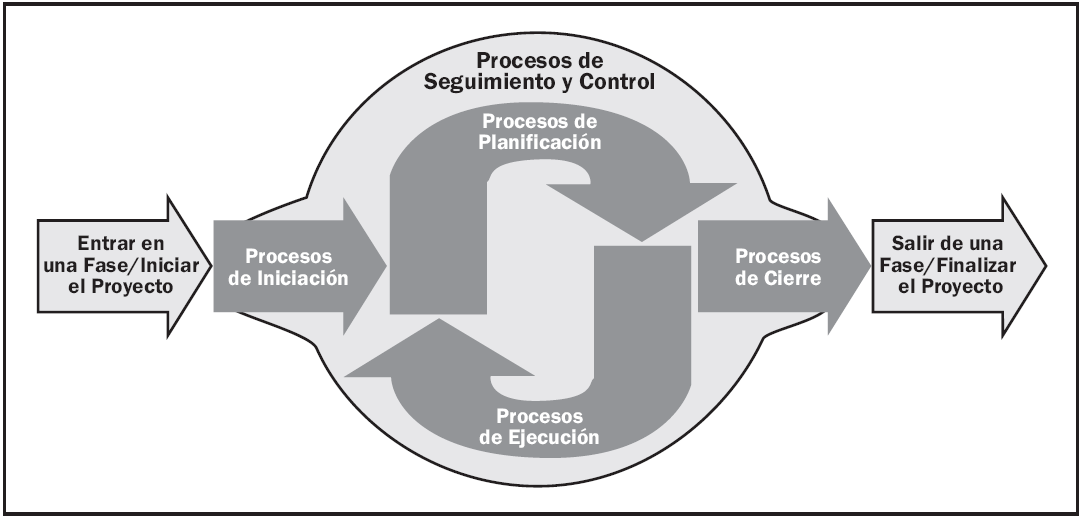 Procesos de
Seguimiento y Control
Procesos de
Planificación
Entrar en
una Fase/Iniciar
el Proyecto
Procesos
de Iniciación
Procesos
de Cierre
Salir de una
Fase/Finalizar
el Proyecto
Procesos
de Ejecución